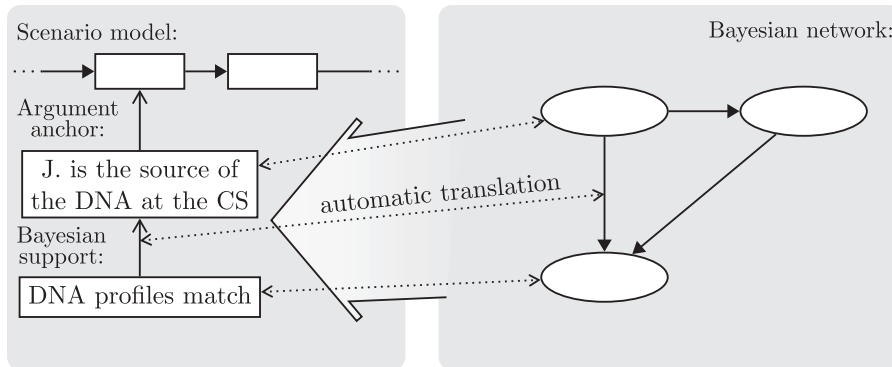 Scenario model:
Bayesian network:
Argument
anchor:
J. is the source of
the DNA at the CS
automatic translation
Bayesian
support:
DNA profiles match